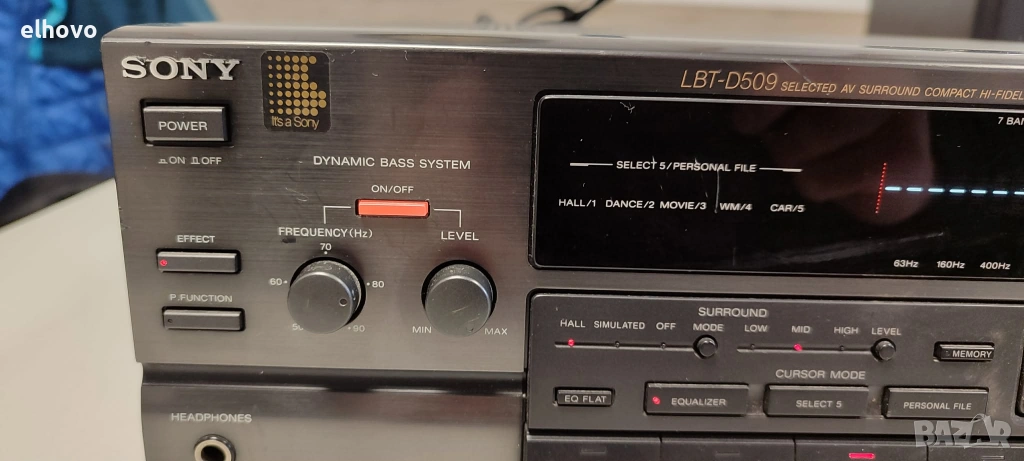 elhovo
SONY
It's a Sony
LBT-D509 SELECTED AV SURROUND COMPACT HI-FIDEL
7 BAN
POWER
ON OFF
DYNAMIC BASS SYSTEM
ON/OFF
SELECT 5/PERSONAL FILE
HALL/1 DANCE/2 MOVIE/3 WM/4 CAR/5
EFFECT
FREQUENCY(Hz)
LEVEL
70
60 80
50 90
MIN MAX
63Hz 160Hz 400Hz
P.FUNCTION
SURROUND
HALL SIMULATED OFF MODE LOW MID HIGH LEVEL
MEMORY
CURSOR MODE
EQ FLAT
EQUALIZER
SELECT 5
PERSONAL FILE
HEADPHONES
BAZAR